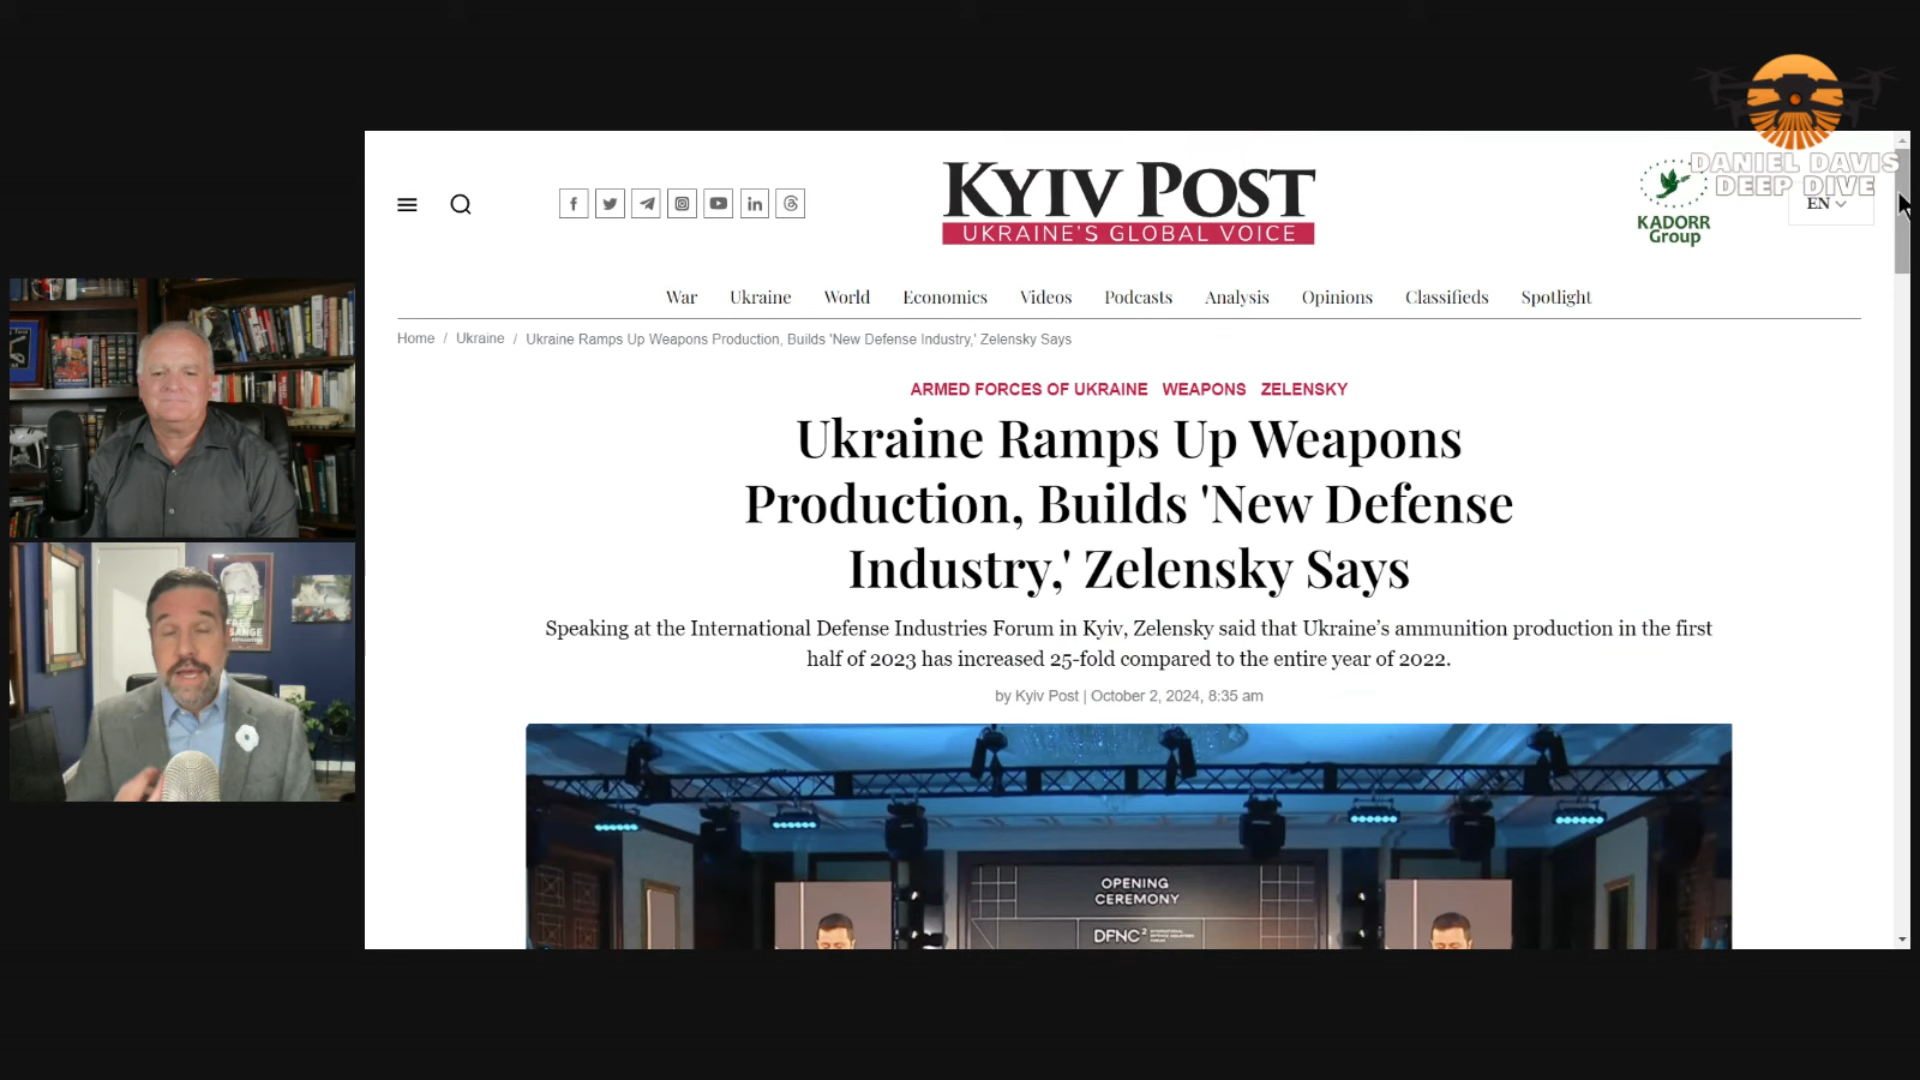 DANIEL DAVIS
DEEP DIVE
KYIV POST
UKRAINE'S GLOBAL VOICE
KADORR
Group
EN
War Ukraine World Economics Videos Podcasts Analysis Opinions Classifieds Spotlight
Home / Ukraine / Ukraine Ramps Up Weapons Production, Builds 'New Defense Industry,' Zelensky Says
ARMED FORCES OF UKRAINE WEAPONS ZELENSKY
Ukraine Ramps Up Weapons
Production, Builds 'New Defense
Industry,' Zelensky Says
Speaking at the International Defense Industries Forum in Kyiv, Zelensky said that Ukraine’s ammunition production in the first
half of 2023 has increased 25-fold compared to the entire year of 2022.
by Kyiv Post | October 2, 2024, 8:35 am
OPENING
CEREMONY
DFNC²
FREE